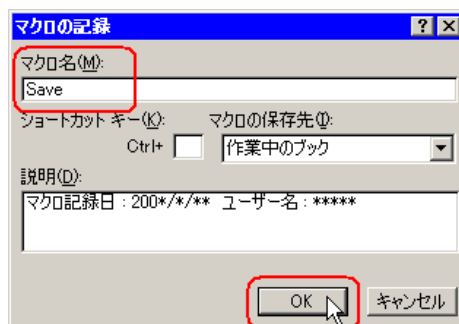 マクロの記録
マクロ名(M):
Save
ショートカット キー(K): マクロの保存先(I):
Ctrl+ 作業中のブック
説明(D):
マクロ記録日 : 200*/*/** ユーザー名 : *****
OK キャンセル